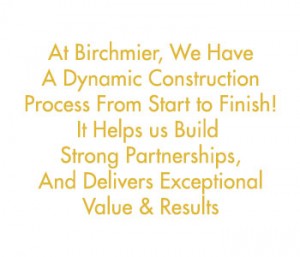 At Birchmier, We Have
A Dynamic Construction
Process From Start to Finish!
It Helps us Build
Strong Partnerships,
And Delivers Exceptional
Value & Results